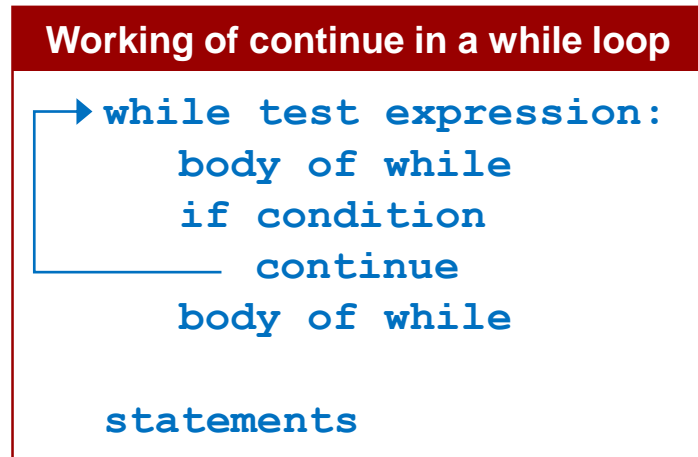 Working of continue in a while loop
while test expression:
body of while
if condition
continue
body of while
statements